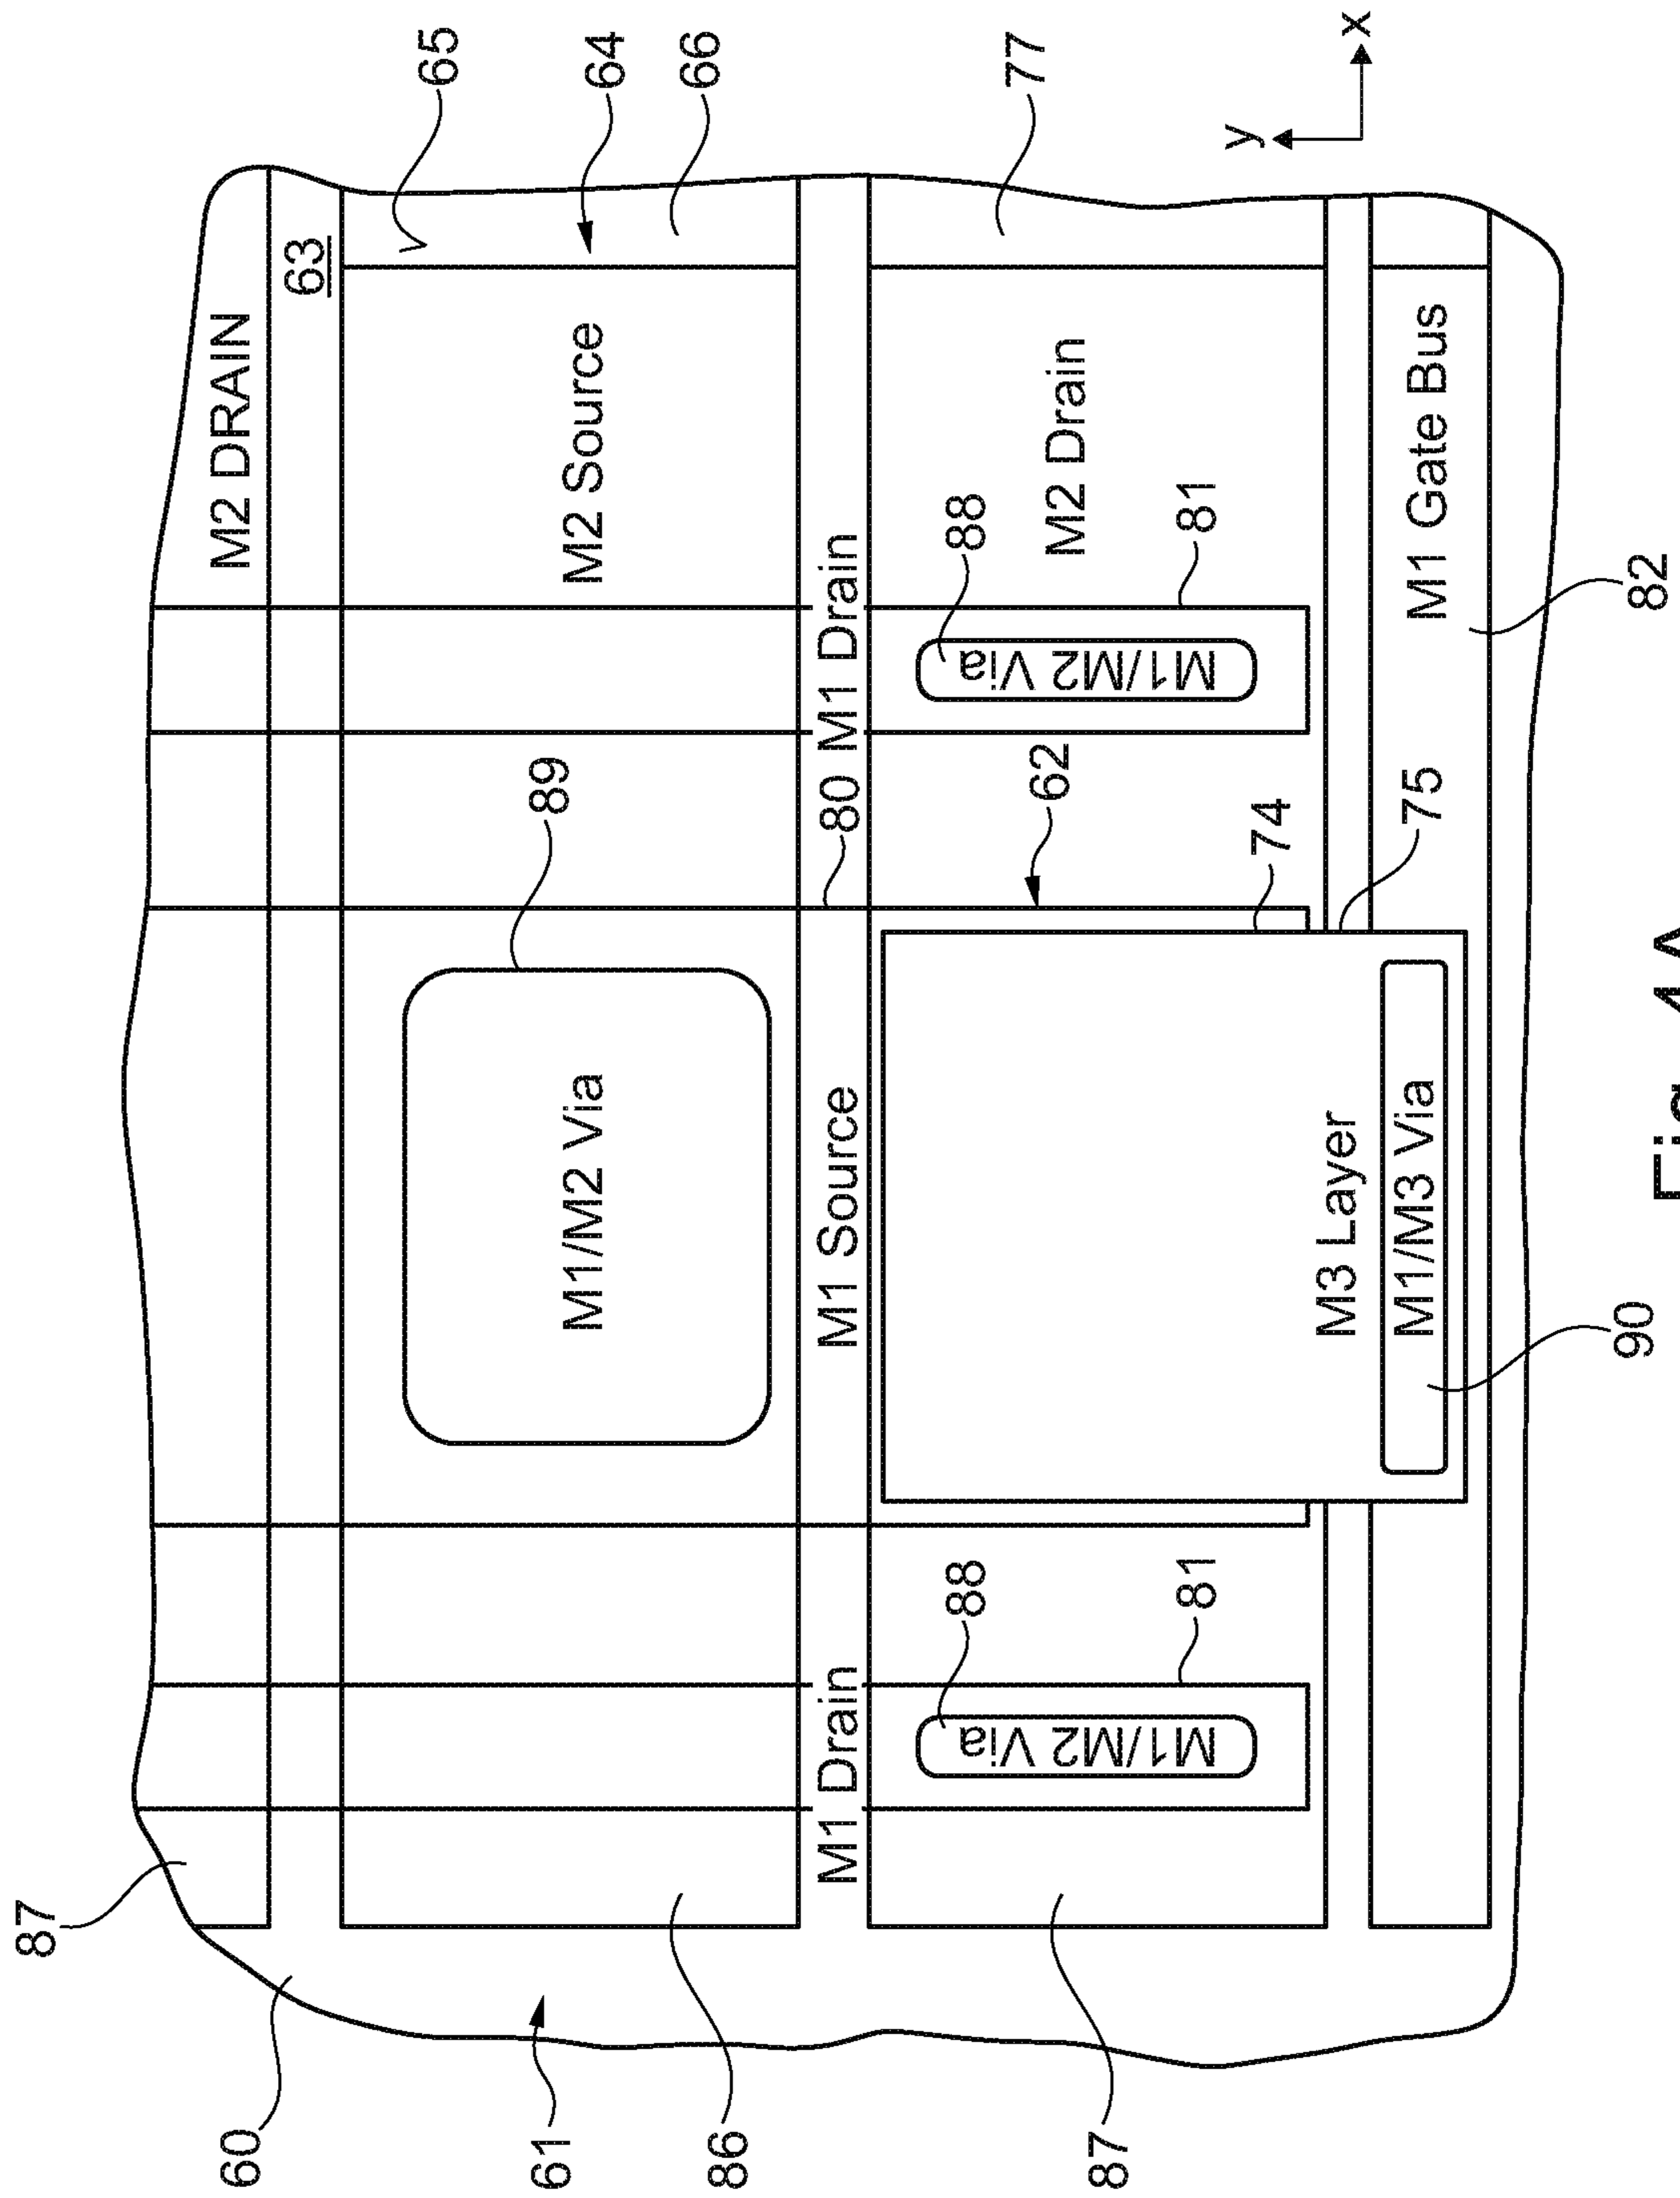 87
60
M2 DRAIN
63
65
61
89
M1/M2 Via
M2 Source
64
86
66
M1 Drain
M1 Source
80
M1 Drain
88
88
M1/M2 Via
M1/M2 Via
87
62
M2 Drain
77
81
81
74
y
x
M3 Layer
M1/M3 Via
75
M1 Gate Bus
90
82
Fig. 4A